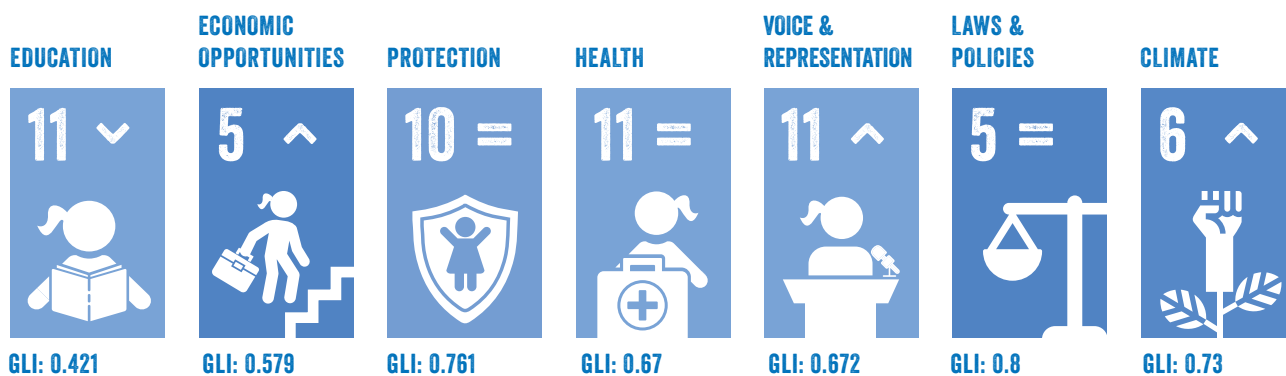 EDUCATION
11
GLI: 0.421
ECONOMIC
OPPORTUNITIES
5
GLI: 0.579
PROTECTION
10 =
GLI: 0.761
HEALTH
11 =
GLI: 0.67
VOICE &
REPRESENTATION
11
GLI: 0.672
LAWS &
POLICIES
5 =
GLI: 0.8
CLIMATE
6
GLI: 0.73